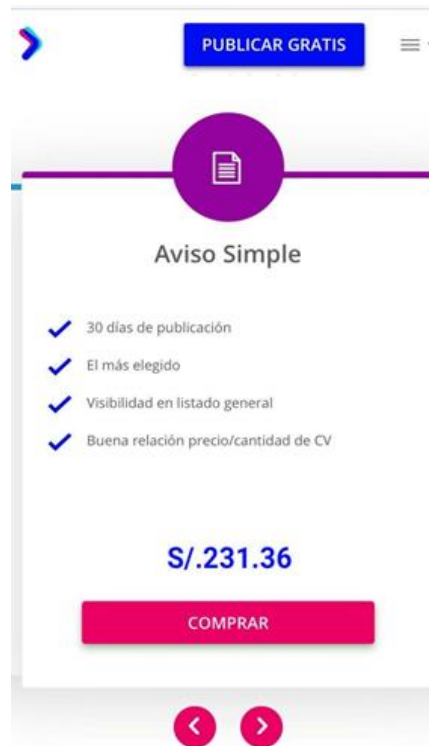 PUBLICAR GRATIS
Aviso Simple
30 días de publicación
El más elegido
Visibilidad en listado general
Buena relación precio/cantidad de CV
S/.231.36
COMPRAR